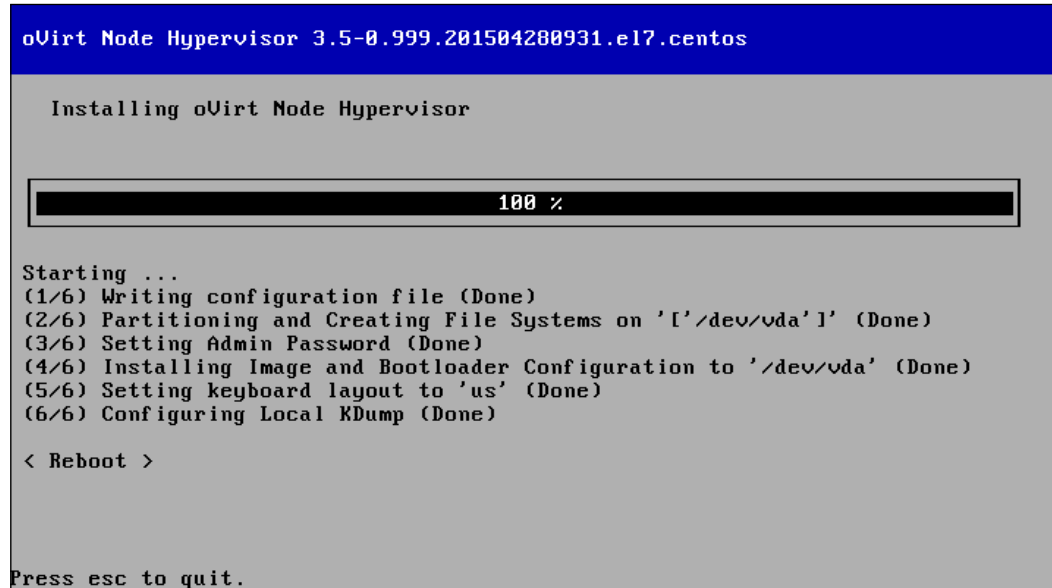 oVirt Node Hypervisor 3.5-0.999.201504280931.el7.centos
Installing oVirt Node Hypervisor
100 %
Starting ...
(1/6) Writing configuration file (Done)
(2/6) Partitioning and Creating File Systems on '['/dev/vda']' (Done)
(3/6) Setting Admin Password (Done)
(4/6) Installing Image and Bootloader Configuration to '/dev/vda' (Done)
(5/6) Setting keyboard layout to 'us' (Done)
(6/6) Configuring Local KDump (Done)
< Reboot >
Press esc to quit.